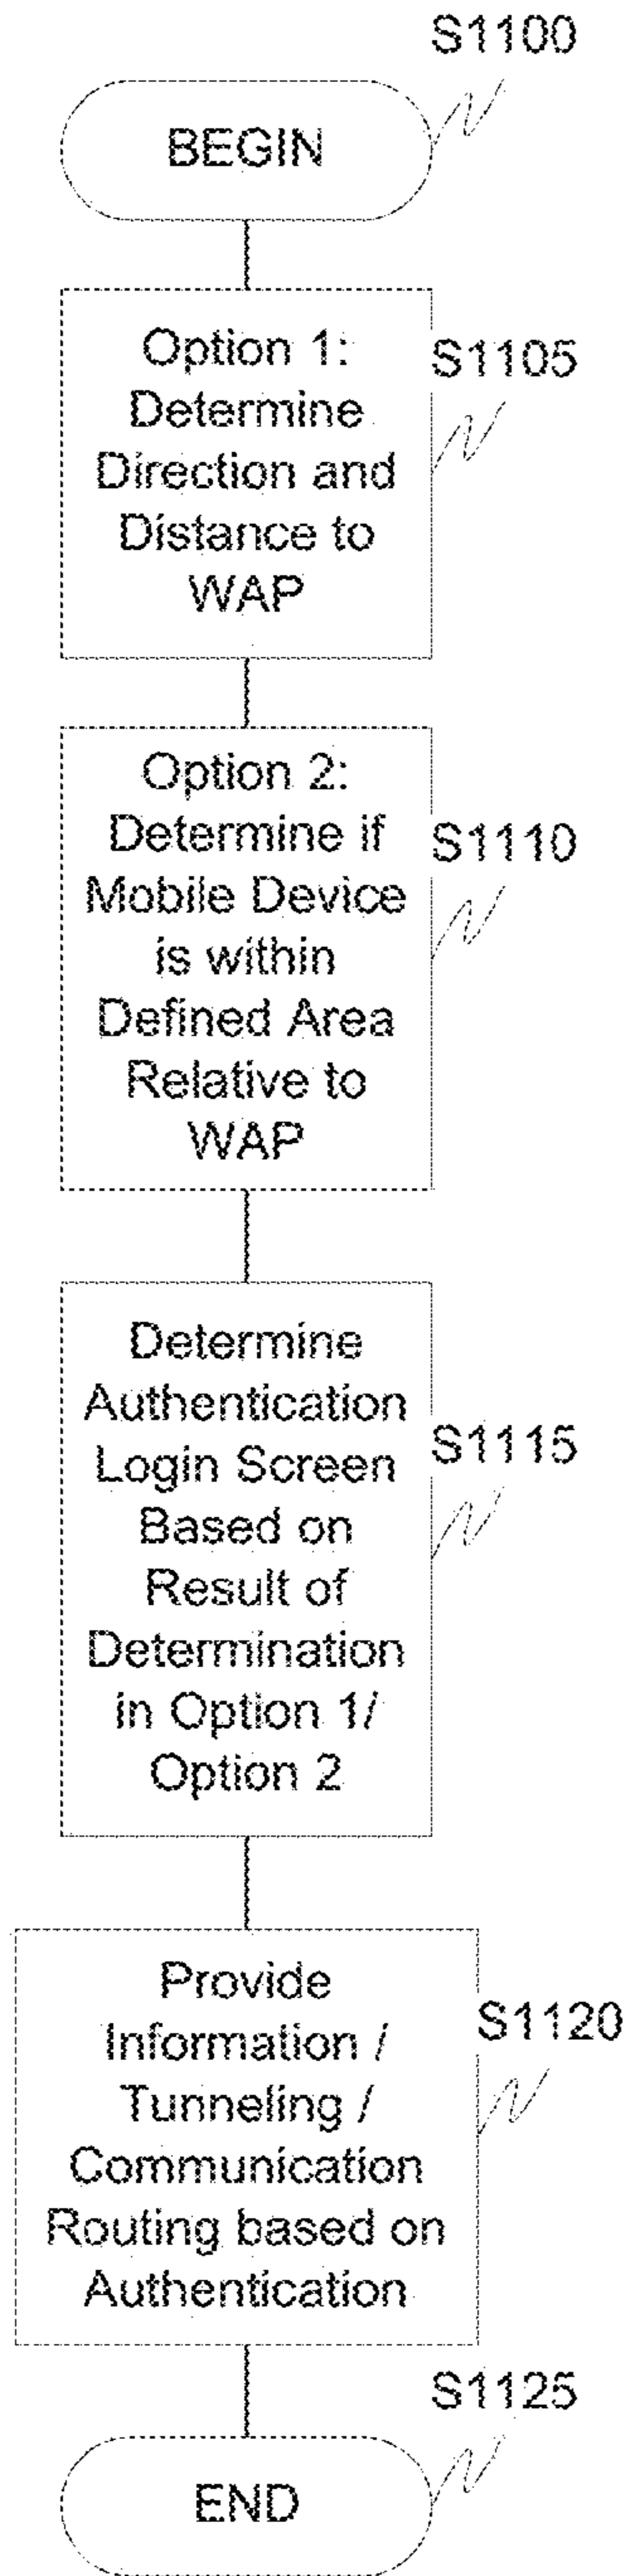 S1100
BEGIN
Option 1:
S1105
Determine
Direction and
Distance to
WAP
Option 2:
Determine if
S1110
Mobile Device
is within
Defined Area
Relative to
WAP
Determine
Authentication
S1115
Login Screen
Based on
Result of
Determination
in Option 1/
Option 2
Provide
S1120
Information /
Tunneling /
Communication
Routing based on
Authentication
S1125
END